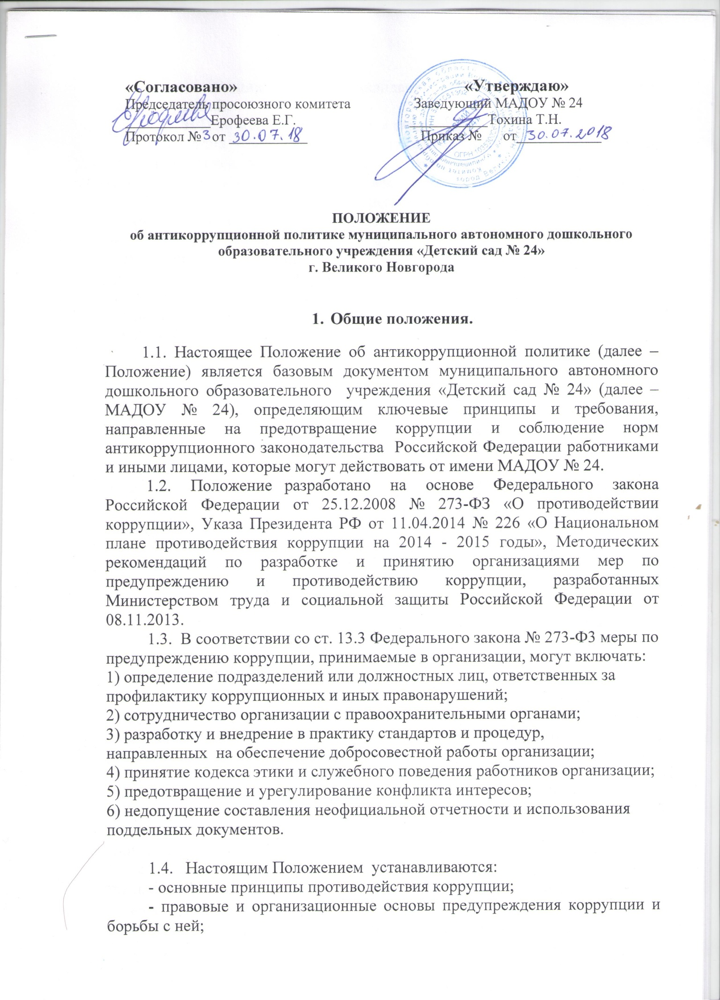 «Согласовано» «Утверждаю»
Председатель просоюзного комитета Заведующий МАДОУ № 24
____________Ерофеева Е.Г. ___________Тохина Т.Н.
Протокол №3 от 30.07.18 Приказ № от 30.07.2018
ПОЛОЖЕНИЕ
об антикоррупционной политике муниципального автономного дошкольного
образовательного учреждения «Детский сад № 24»
г. Великого Новгорода
1. Общие положения.
1.1. Настоящее Положение об антикоррупционной политике (далее –
Положение) является базовым документом муниципального автономного
дошкольного образовательного учреждения «Детский сад № 24» (далее –
МАДОУ № 24), определяющим ключевые принципы и требования,
направленные на предотвращение коррупции и соблюдение норм
антикоррупционного законодательства Российской Федерации работниками
и иными лицами, которые могут действовать от имени МАДОУ № 24.
1.2. Положение разработано на основе Федерального закона
Российской Федерации от 25.12.2008 № 273-ФЗ «О противодействии
коррупции», Указа Президента РФ от 11.04.2014 № 226 «О Национальном
плане противодействия коррупции на 2014 - 2015 годы», Методических
рекомендаций по разработке и принятию организациями мер по
предупреждению и противодействию коррупции, разработанных
Министерством труда и социальной защиты Российской Федерации от
08.11.2013.
1.3. В соответствии со ст. 13.3 Федерального закона № 273-ФЗ меры по
предупреждению коррупции, принимаемые в организации, могут включать:
1) определение подразделений или должностных лиц, ответственных за
профилактику коррупционных и иных правонарушений;
2) сотрудничество организации с правоохранительными органами;
3) разработку и внедрение в практику стандартов и процедур,
направленных на обеспечение добросовестной работы организации;
4) принятие кодекса этики и служебного поведения работников организации;
5) предотвращение и урегулирование конфликта интересов;
6) недопущение составления неофициальной отчетности и использования
поддельных документов.
1.4. Настоящим Положением устанавливаются:
- основные принципы противодействия коррупции;
- правовые и организационные основы предупреждения коррупции и
борьбы с ней;